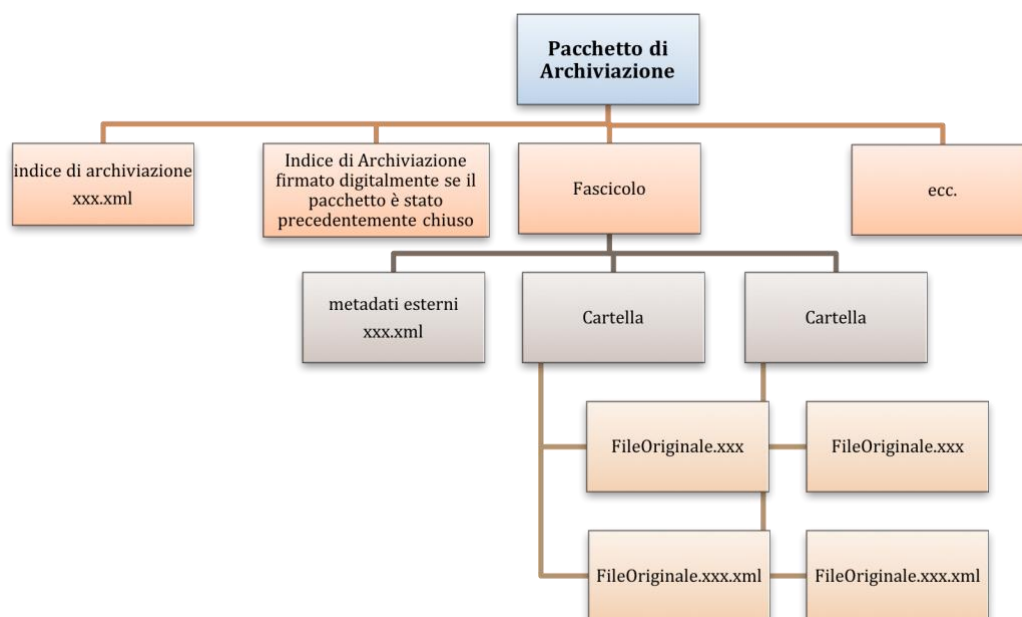 Pacchetto di
Archiviazione
indice di archiviazione
xxx.xml
Indice di Archiviazione
firmato digitalmente se il
pacchetto è stato
precedentemente chiuso
Fascicolo
ecc.
metadati esterni
xxx.xml
Cartella
Cartella
FileOriginale.xxx
FileOriginale.xxx
FileOriginale.xxx.xml
FileOriginale.xxx.xml